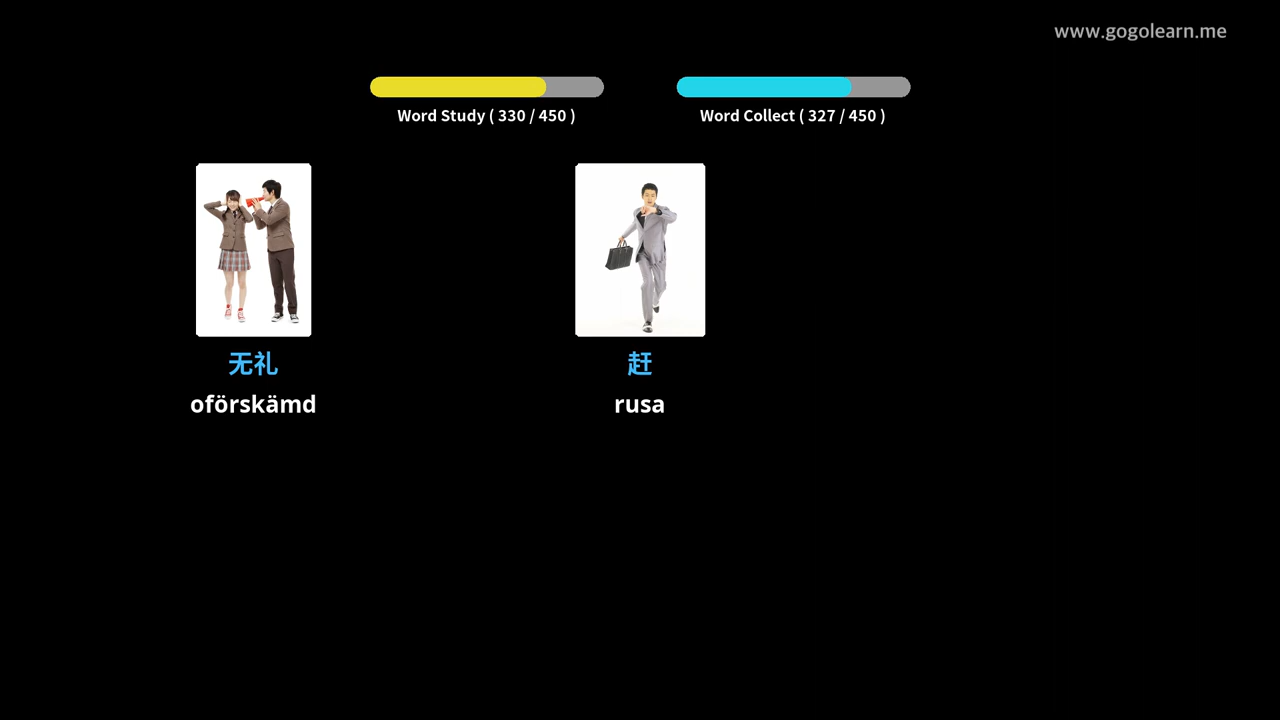 www.gogolearn.me
Word Study ( 330 / 450 )
Word Collect ( 327 / 450 )
无礼
oförskämd
赶
rusa